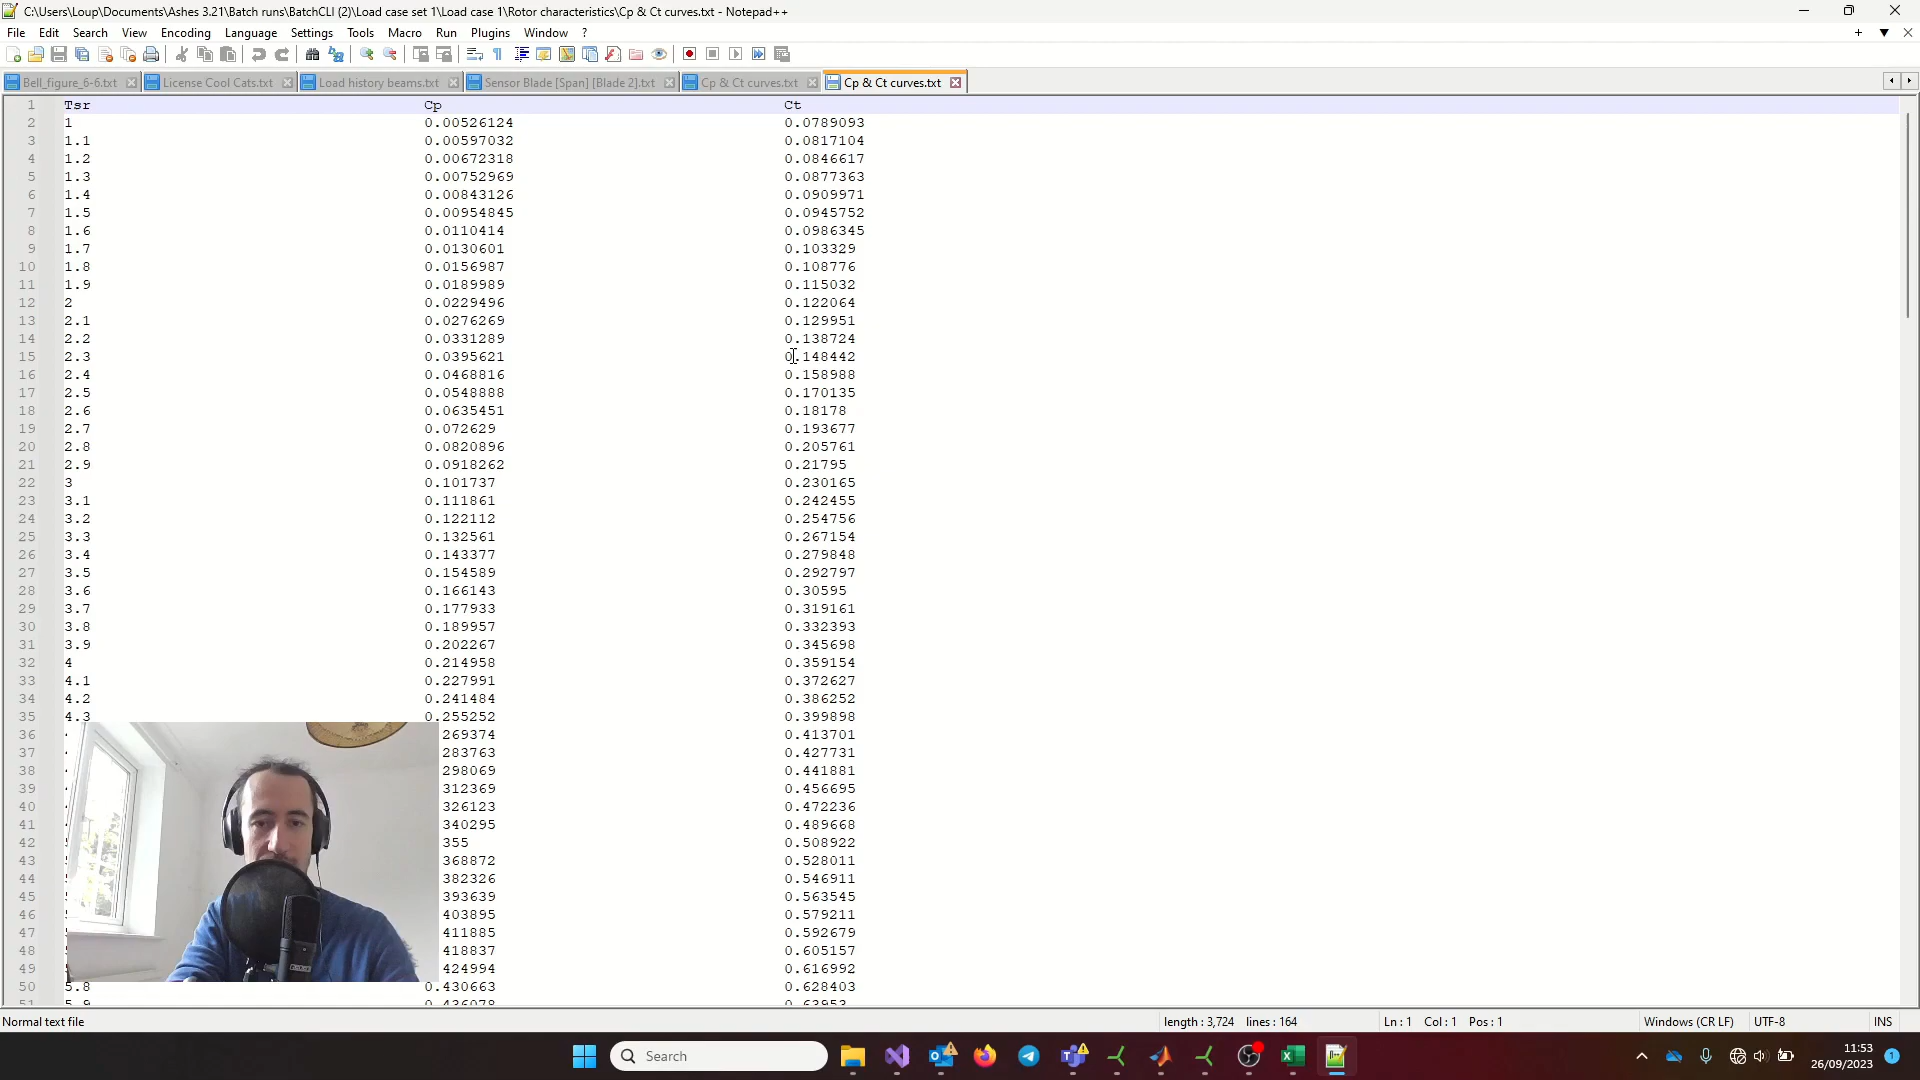 C:\Users\Loup\Documents\Ashes 3.21\Batch runs\BatchCLI (2)\Load case set 1\Load case 1\Rotor characteristics\Cp & Ct curves.txt - Notepad++
File Edit Search View Encoding Language Settings Tools Macro Run Plugins Window ?
Bell_figure_6-6.txt License Cool Cats.txt Load history beams.txt Sensor Blade [Span] [Blade 2].txt Cp & Ct curves.txt Cp & Ct curves.txt
1 Tsr Cp Ct
2 1 0.00526124 0.0789093
3 1.1 0.00597032 0.0817104
4 1.2 0.00672318 0.0846617
5 1.3 0.00752969 0.0877363
6 1.4 0.00843126 0.0909971
7 1.5 0.00954845 0.0945752
8 1.6 0.0110414 0.0986345
9 1.7 0.0130601 0.103329
10 1.8 0.0156987 0.108776
11 1.9 0.0189989 0.115032
12 2 0.0229496 0.122064
13 2.1 0.0276269 0.129951
14 2.2 0.0331289 0.138724
15 2.3 0.0395621 0.148442
16 2.4 0.0468816 0.158988
17 2.5 0.0548888 0.170135
18 2.6 0.0635451 0.18178
19 2.7 0.072629 0.193677
20 2.8 0.0820896 0.205761
21 2.9 0.0918262 0.21795
22 3 0.101737 0.230165
23 3.1 0.111861 0.242455
24 3.2 0.122112 0.254756
25 3.3 0.132561 0.267154
26 3.4 0.143377 0.279848
27 3.5 0.154589 0.292797
28 3.6 0.166143 0.30595
29 3.7 0.177933 0.319161
30 3.8 0.189957 0.332393
31 3.9 0.202267 0.345698
32 4 0.214958 0.359154
33 4.1 0.227991 0.372627
34 4.2 0.241484 0.386252
35 4.3 0.255252 0.399898
36 269374 0.413701
37 283763 0.427731
38 298069 0.441881
39 312369 0.456695
40 326123 0.472236
41 340295 0.489668
42 355 0.508922
43 368872 0.528011
44 382326 0.546911
45 393639 0.563545
46 403895 0.579211
47 411885 0.592679
48 418837 0.605157
49 424994 0.616992
50 5.8 0.430663 0.628403
51 5.9 0.436078 0.63953
Normal text file length : 3,724 lines : 164 Ln : 1 Col : 1 Pos : 1 Windows (CR LF) UTF-8 INS
Search
11:53
26/09/2023
1